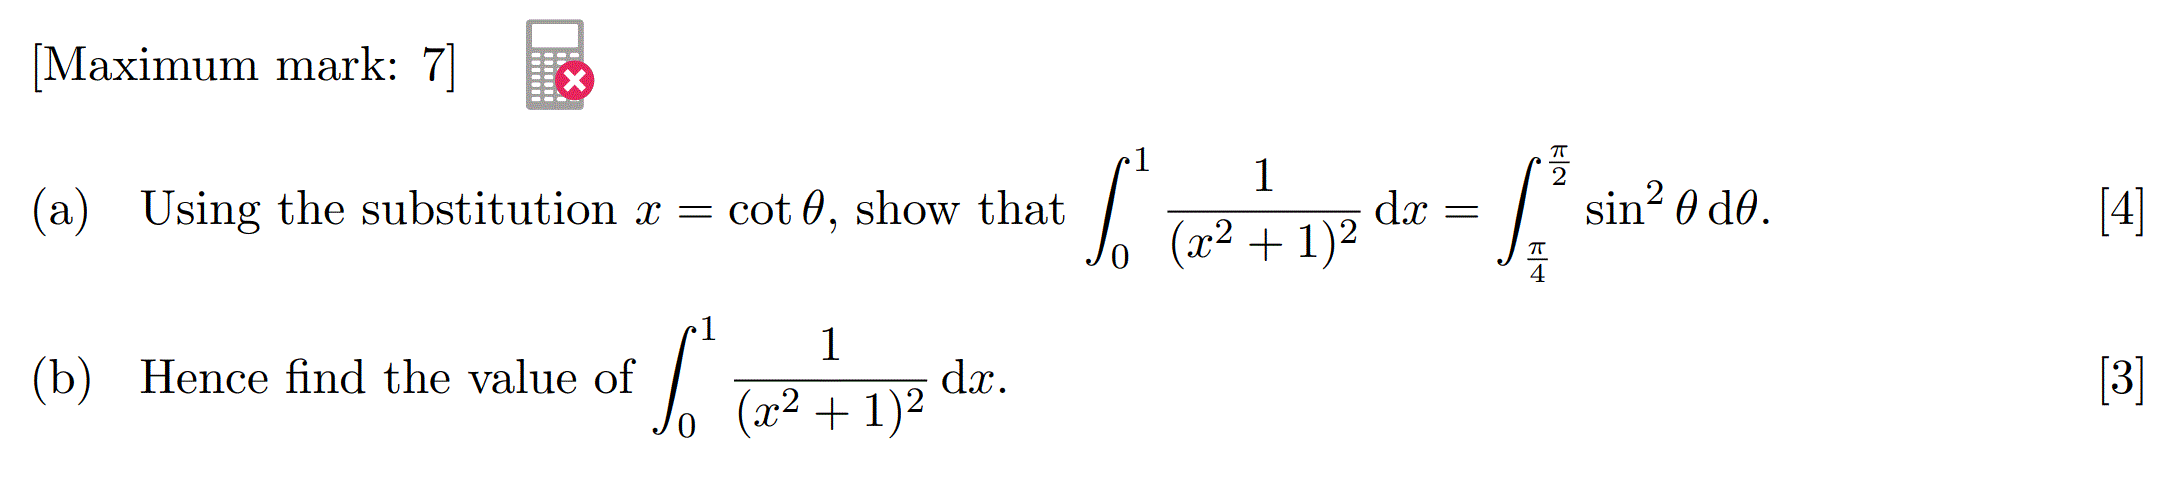 [Maximum mark: 7]
(a) Using the substitution x = cot θ, show that ∫₀¹ 1/(x² + 1)² dx = ∫_{π/4}^{π/2} sin² θ dθ. [4]
(b) Hence find the value of ∫₀¹ 1/(x² + 1)² dx. [3]